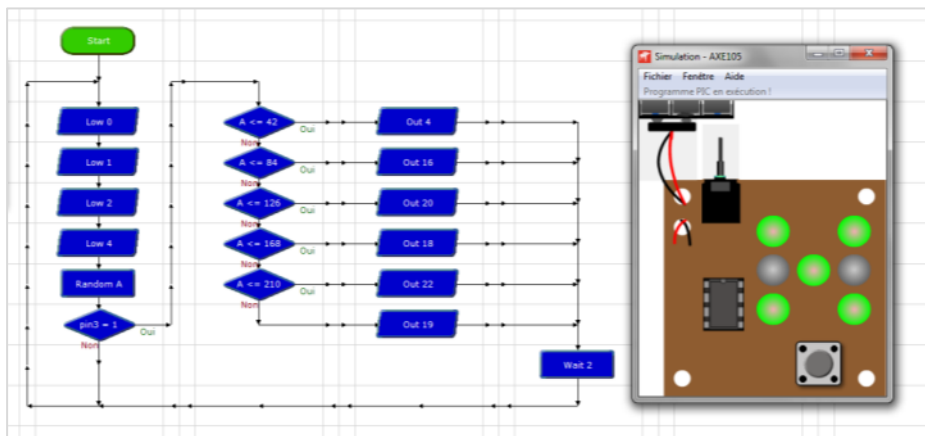 Start
Low 0
Low 1
Low 2
Low 4
Random A
pin3 = 1
Oui
Non
A <= 42
Oui
Non
A <= 84
Oui
Non
A <= 126
Oui
Non
A <= 168
Oui
Non
A <= 210
Oui
Non
Out 4
Out 16
Out 20
Out 18
Out 22
Out 19
Wait 2
Simulation - AXE105
Fichier Fenêtre Aide
Programme PIC en exécution !